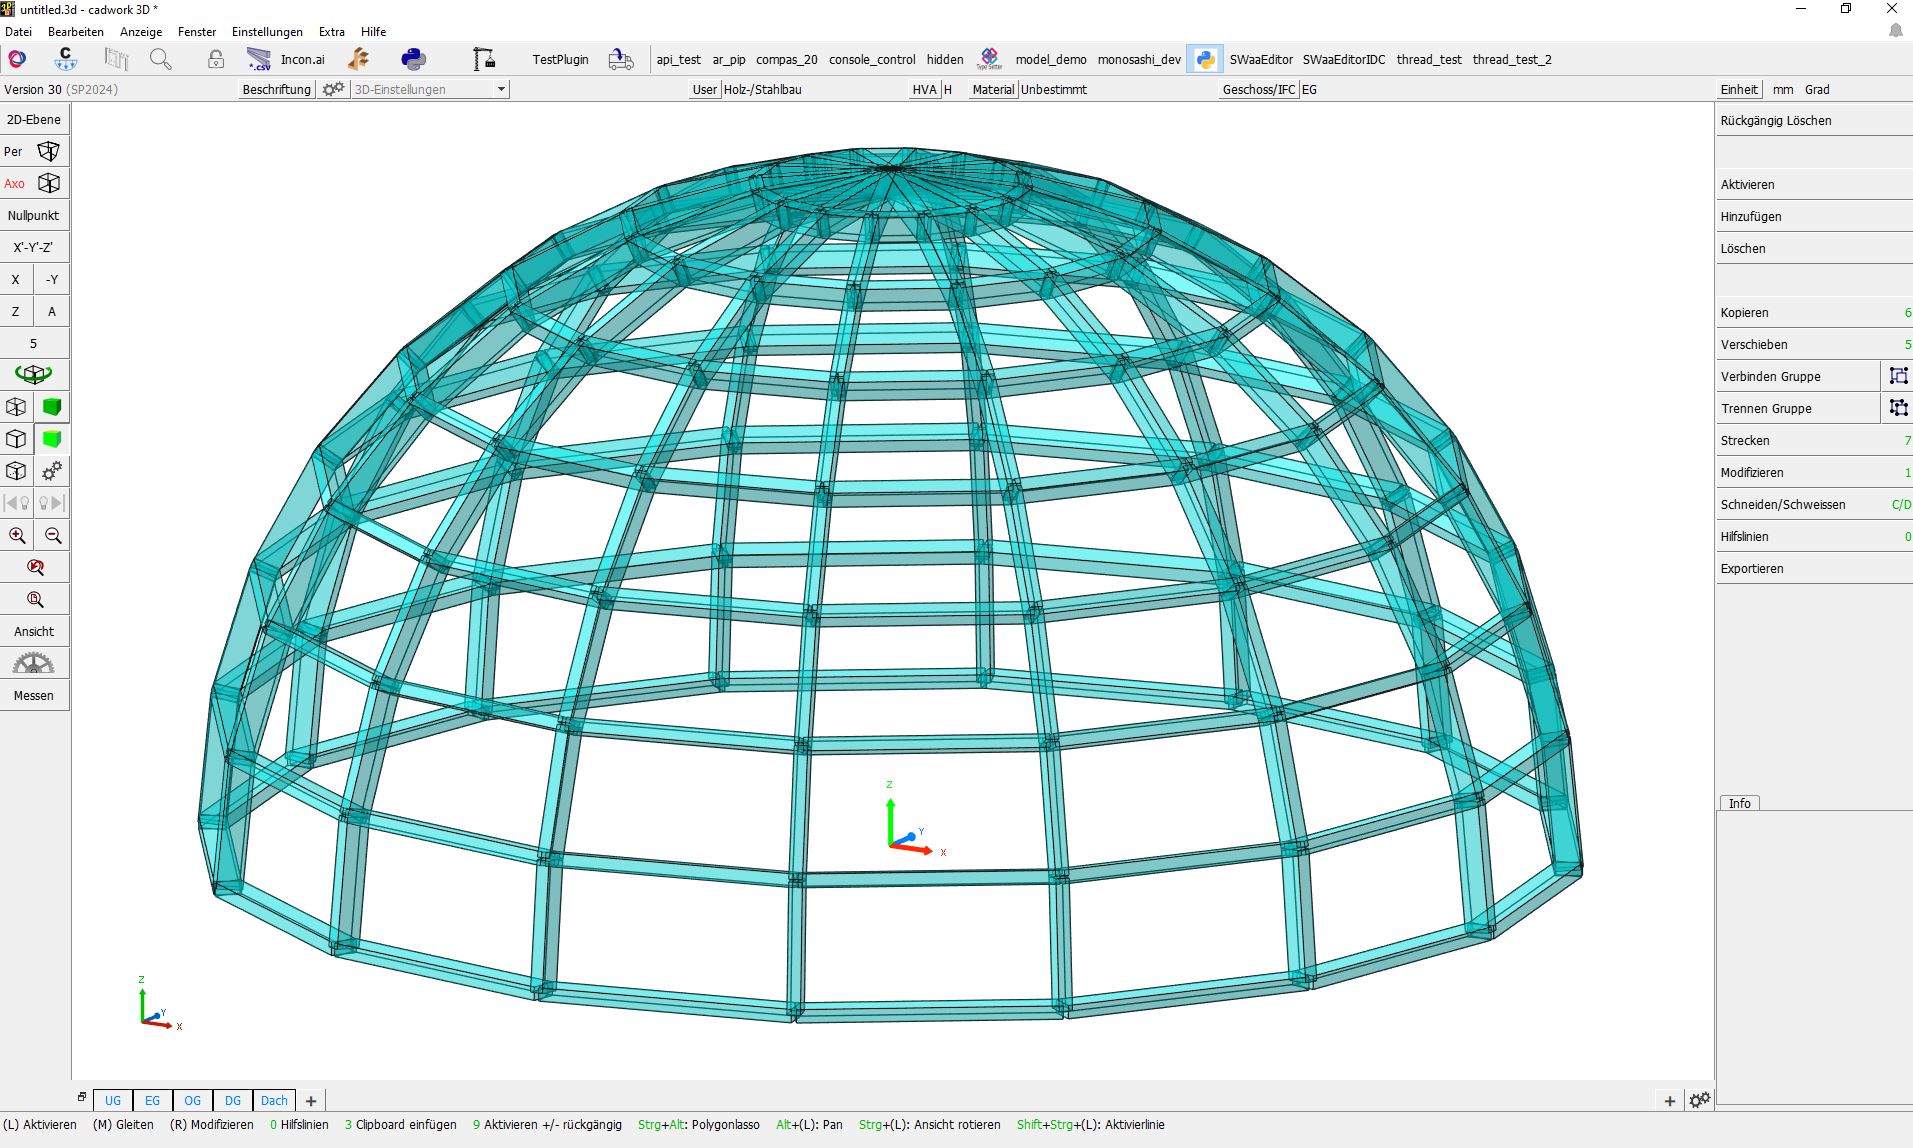 untitled.3d - cadwork 3D *
Datei Bearbeiten Anzeige Fenster Einstellungen Extra Hilfe
C *.CSV Incon.ai TestPlugin api_test ar_pip compas_20 console_control hidden Type Setter model_demo monosashi_dev SWaaEditor SWaaEditorIDC thread_test thread_test_2
Version 30 (SP2024) Beschriftung 3D-Einstellungen User Holz-/Stahlbau HVA H Material Unbestimmt Geschoss/IFC EG Einheit mm Grad
2D-Ebene
Per
Axo
Nullpunkt
X'-Y'-Z'
X -Y
Z A
5
Ansicht
Messen
Z
Y
X
Z
Y
X
Rückgängig Löschen
Aktivieren
Hinzufügen
Löschen
Kopieren 6
Verschieben 5
Verbinden Gruppe
Trennen Gruppe
Strecken 7
Modifizieren 1
Schneiden/Schweissen C/D
Hilfslinien 0
Exportieren
Info
UG EG OG DG Dach +
+
(L) Aktivieren (M) Gleiten (R) Modifizieren 0 Hilfslinien 3 Clipboard einfügen 9 Aktivieren +/- rückgängig Strg+Alt: Polygonlasso Alt+(L): Pan Strg+(L): Ansicht rotieren Shift+Strg+(L): Aktivierlinie